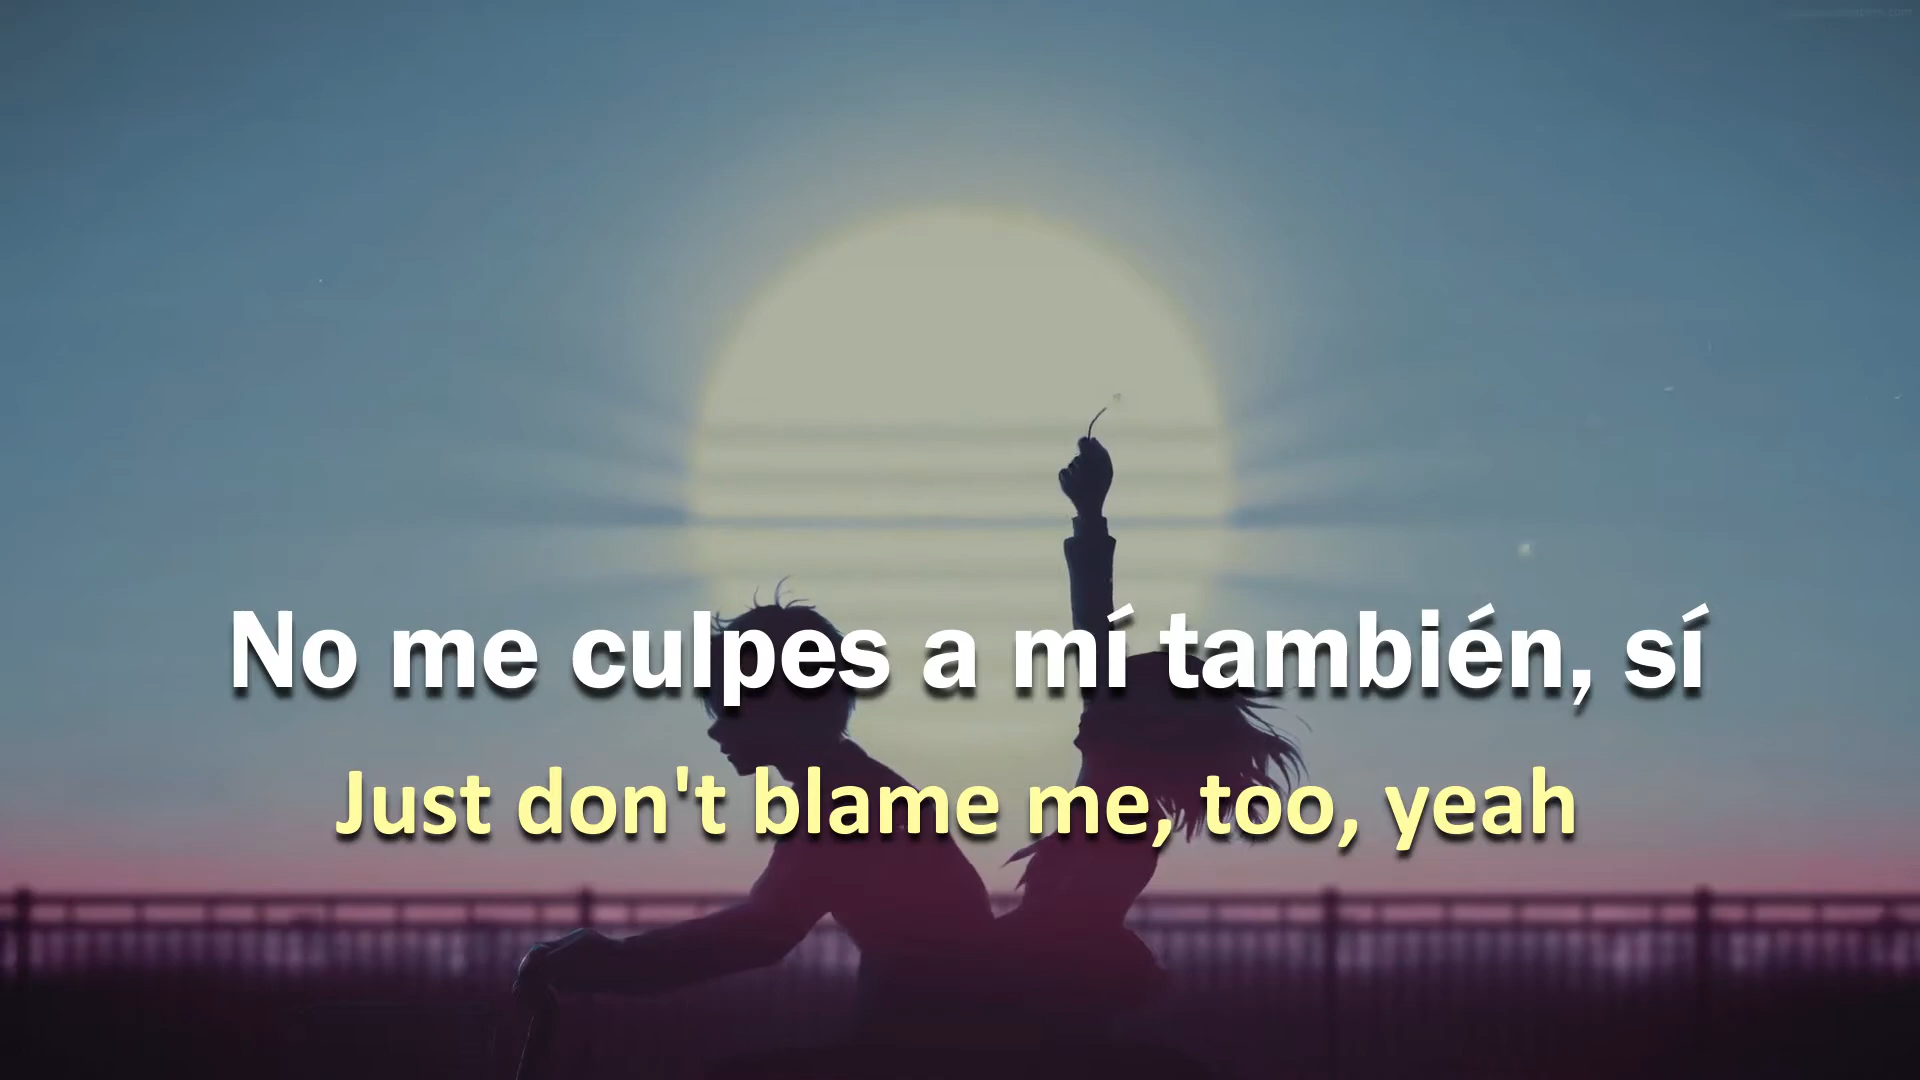 No me culpes a mí también, sí
Just don't blame me, too, yeah